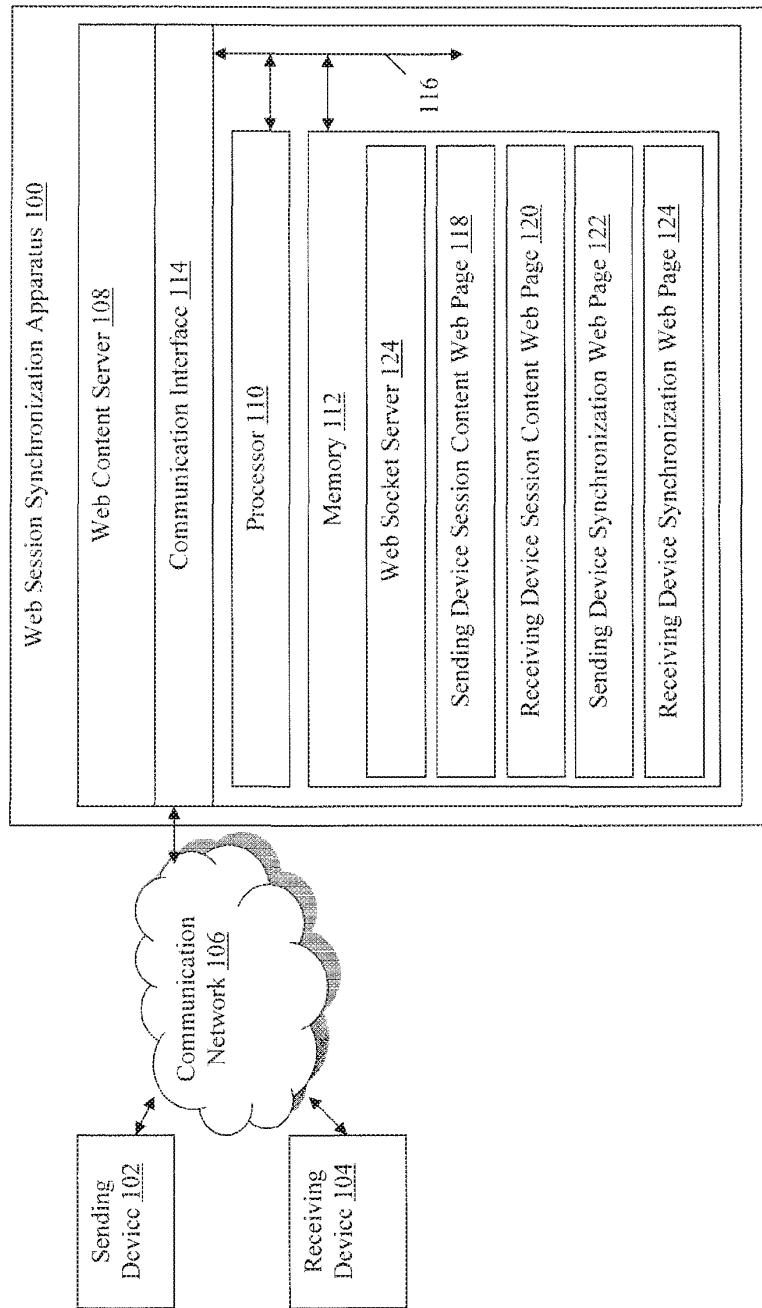 Web Session Synchronization Apparatus 100
Web Content Server 108
Communication Interface 114
Processor 110
116
Memory 112
Web Socket Server 124
Sending Device Session Content Web Page 118
Receiving Device Session Content Web Page 120
Sending Device Synchronization Web Page 122
Receiving Device Synchronization Web Page 124
Communication
Network 106
Sending
Device 102
Receiving
Device 104